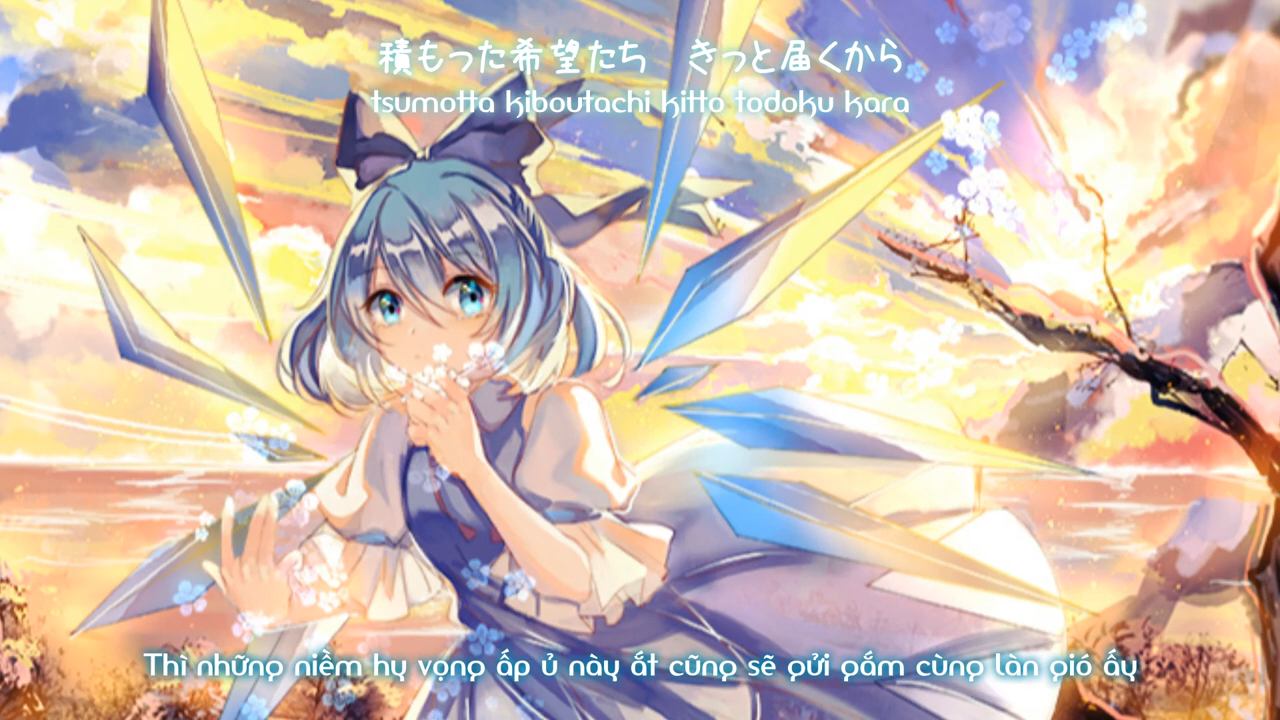 積もった希望たち　きっと届くから
tsumotta kiboutachi kitto todoku kara
Thì những niềm hy vọng ấp ủ này ắt cũng sẽ gửi gắm cùng làn gió ấy